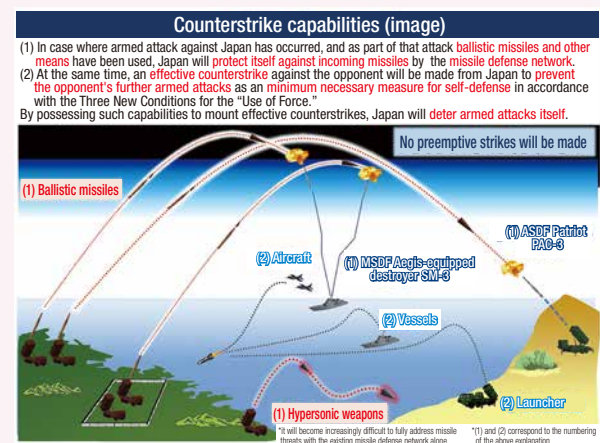 Counterstrike capabilities (image)
(1) In case where armed attack against Japan has occurred, and as part of that attack ballistic missiles and other
means have been used, Japan will protect itself against incoming missiles by the missile defense network.
(2) At the same time, an effective counterstrike against the opponent will be made from Japan to prevent
the opponent's further armed attacks as an minimum necessary measure for self-defense in accordance
with the Three New Conditions for the “Use of Force.”
By possessing such capabilities to mount effective counterstrikes, Japan will deter armed attacks itself.
No preemptive strikes will be made
(1) Ballistic missiles
(1) ASDF Patriot
PAC-3
(2) Aircraft
(1) MSDF Aegis-equipped
destroyer SM-3
(2) Vessels
(2) Launcher
(1) Hypersonic weapons
*it will become increasingly difficult to fully address missile
threats with the existing missile defense network alone
*(1) and (2) correspond to the numbering
of the above explanation